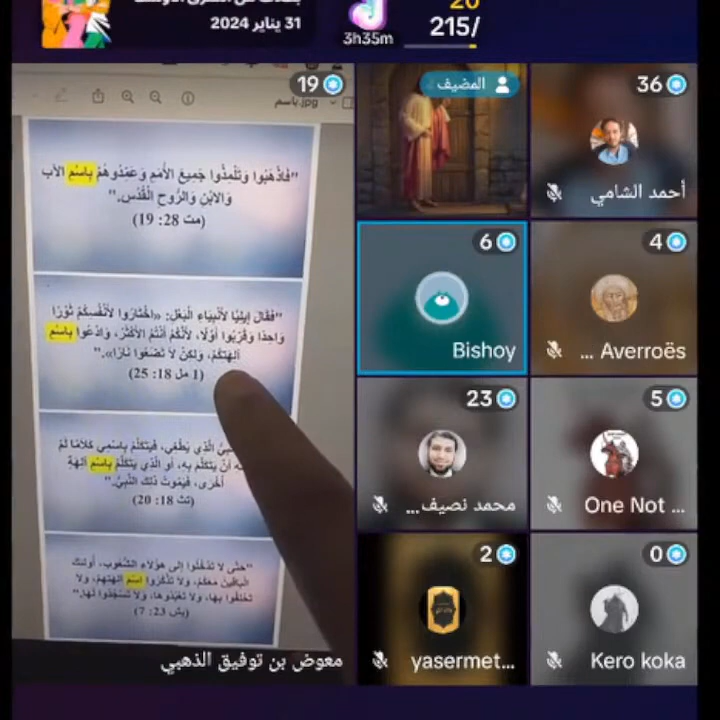 31 يناير 2024
20
215/
3h35m
19
باسم.jpg
"فاذْهَبُوا وَتَلْمِذُوا جَمِيعَ الأُمَمِ وَعَمِّدُوهُمْ بِاسْمِ الآب
وَالابْنِ وَالرُّوحِ الْقُدُسِ."
(مت 28: 19)
"فَقَالَ إِيلِيَّا لأَنْبِيَاءِ الْبَعْلِ: «اخْتَارُوا لأَنْفُسِكُمْ ثَوْرًا
وَاحِدًا وَقَرِّبُوا أَوَّلًا، لأَنَّكُمْ أَنْتُمُ الأَكْثَرُ، وَادْعُوا بِاسْمِ
آلِهَتِكُمْ، وَلكِنْ لاَ تَضَعُوا نَارًا»."
(1 مل 18: 25)
الَّذِي يُطْغِي، فَيَتَكَلَّمُ بِاسْمِي كَلاَمًا لَمْ
أَنْ يَتَكَلَّمَ بِهِ، أَوِ الَّذِي يَتَكَلَّمُ بِاسْمِ آلِهَةٍ
أُخْرَى، فَيَمُوتُ ذلِكَ النَّبِيُّ."
(تث 18: 20)
"حَتَّى لاَ تَدْخُلُوا إِلَى هؤُلاَءِ الشُّعُوبِ، أُولئِكَ
الْبَاقِينَ مَعَكُمْ، وَلاَ تَذْكُرُوا اسْمَ آلِهَتِهِمْ، وَلاَ
تَحْلِفُوا بِهَا، وَلاَ تَعْبُدُوهَا، وَلاَ تَسْجُدُوا لَهَا."
(يش 23: 7)
معوض بن توفيق الذهبي
المضيف
36
أحمد الشامي
6
Bishoy
4
Averroës ...
23
محمد نصيف...
5
One Not ...
2
yasermet...
0
Kero koka